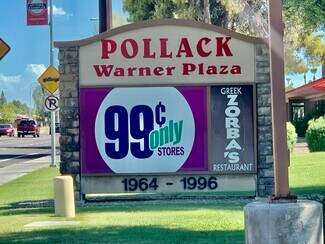 POLLACK
Warner Plaza
99¢ only
STORES
GREEK
ZORBA'S
RESTAURANT
1964 - 1996
P